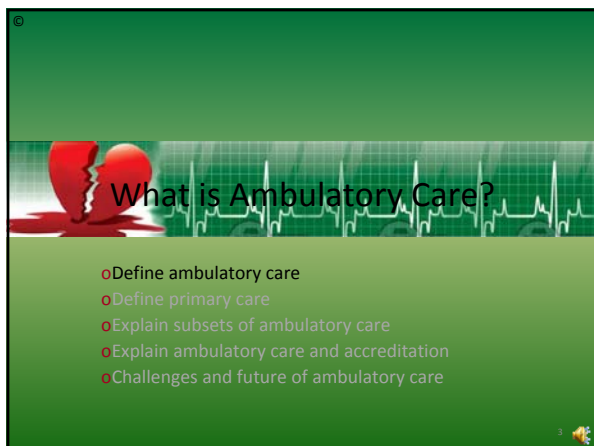 ©
What is Ambulatory Care?
oDefine ambulatory care
oDefine primary care
oExplain subsets of ambulatory care
oExplain ambulatory care and accreditation
oChallenges and future of ambulatory care
3